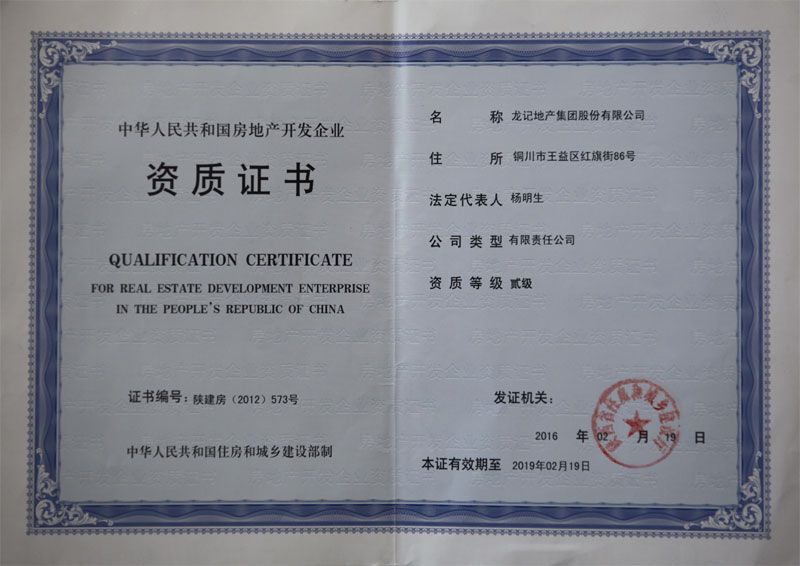 中华人民共和国房地产开发企业
资质证书
QUALIFICATION CERTIFICATE
FOR REAL ESTATE DEVELOPMENT ENTERPRISE
IN THE PEOPLE'S REPUBLIC OF CHINA
证书编号：陕建房（2012）573号
中华人民共和国住房和城乡建设部制
名 称 龙记地产集团股份有限公司
住 所 铜川市王益区红旗街86号
法定代表人 杨明生
公司类型 有限责任公司
资质等级 贰级
发证机关：
2016 年 02 月 19 日
本证有效期至 2019年02月19日